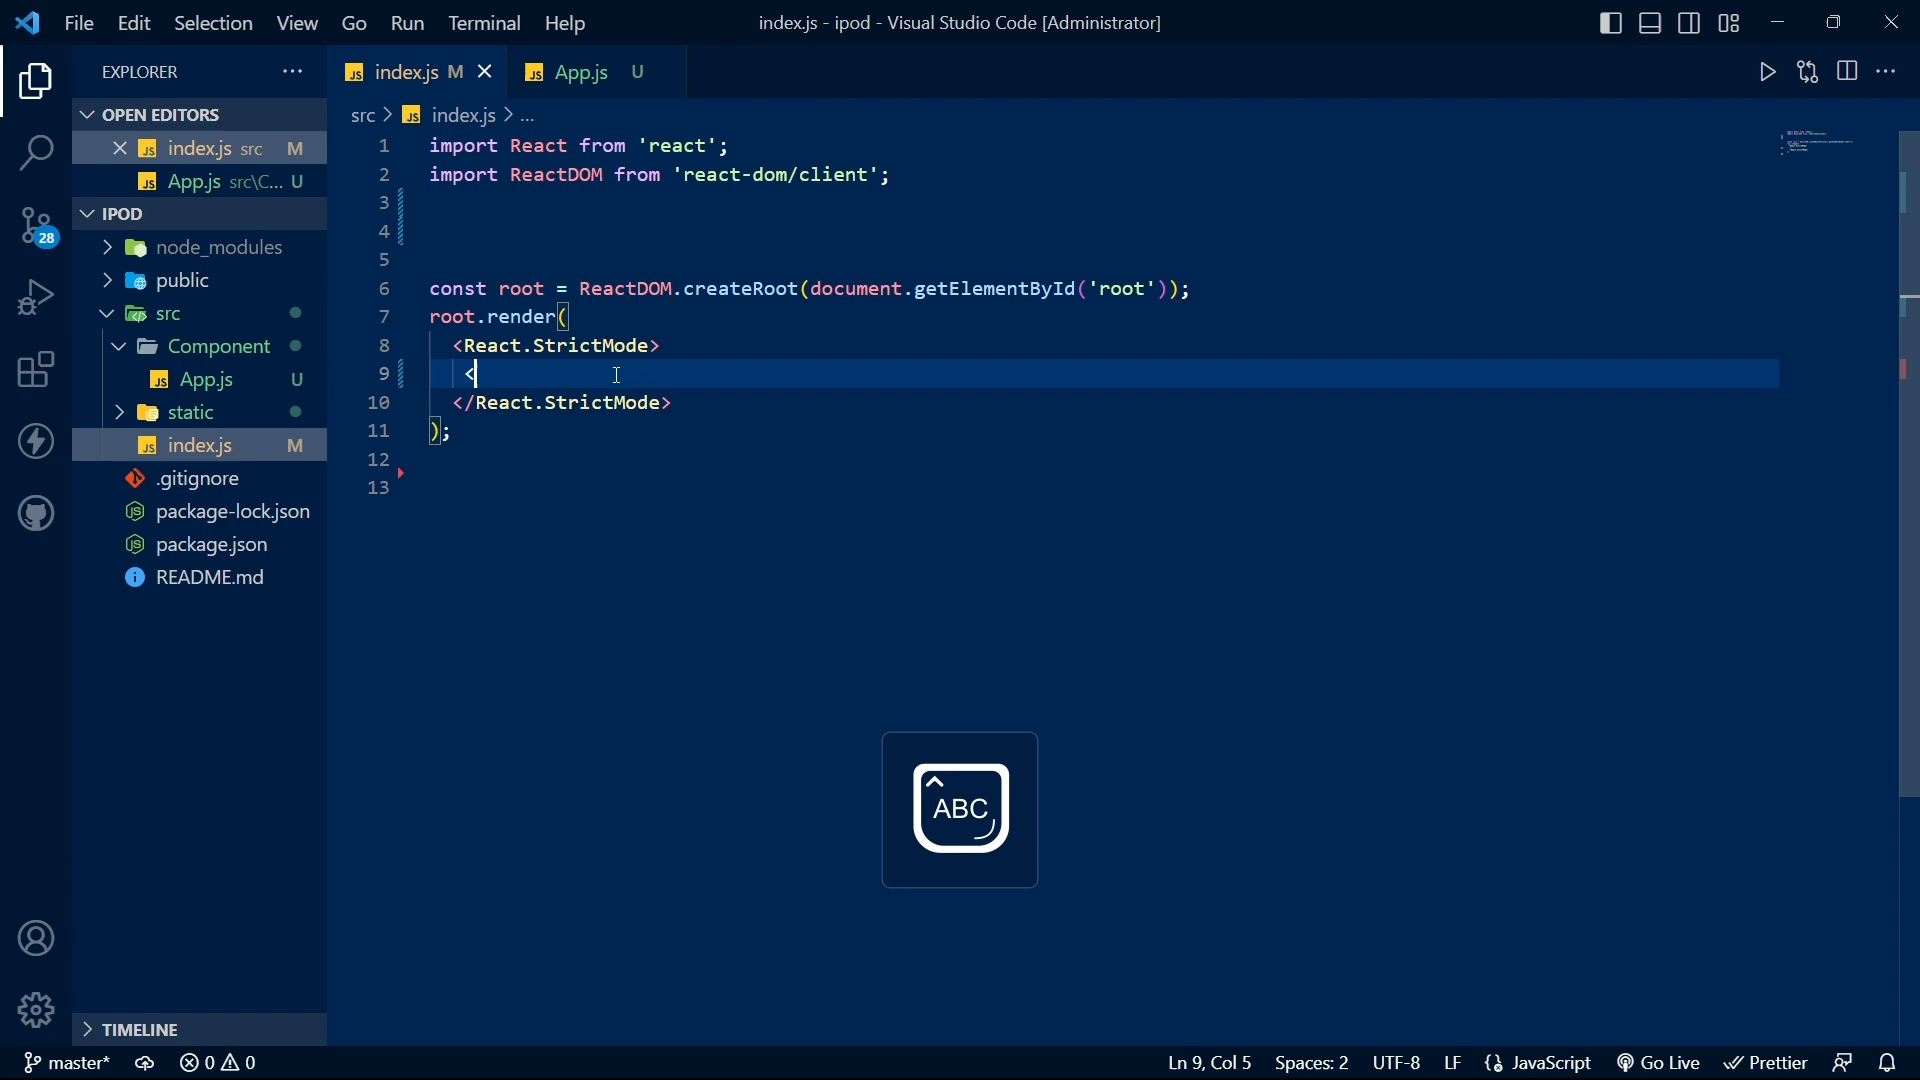 File Edit Selection View Go Run Terminal Help
index.js - ipod - Visual Studio Code [Administrator]
EXPLORER
OPEN EDITORS
index.js src M
App.js src\C... U
IPOD
node_modules
public
src
Component
App.js U
static
index.js M
.gitignore
package-lock.json
package.json
README.md
TIMELINE
28
index.js M
App.js U
src > index.js > ...
1 import React from 'react';
2 import ReactDOM from 'react-dom/client';
3
4
5
6 const root = ReactDOM.createRoot(document.getElementById('root'));
7 root.render(
8 <React.StrictMode>
9 <
10 </React.StrictMode>
11 );
12
13
ABC
master* 0 0
Ln 9, Col 5 Spaces: 2 UTF-8 LF {} JavaScript Go Live Prettier